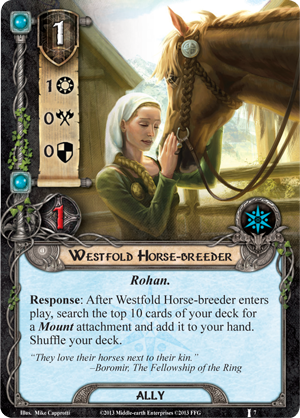 1
1
0
0
1
Westfold Horse-breeder
Rohan.
Response: After Westfold Horse-breeder enters
play, search the top 10 cards of your deck for
a Mount attachment and add it to your hand.
Shuffle your deck.
“They love their horses next to their kin.”
–Boromir, The Fellowship of the Ring
Illus. Mike Capprotti
ALLY
©2013 Middle-earth Enterprises ©2013 FFG
7